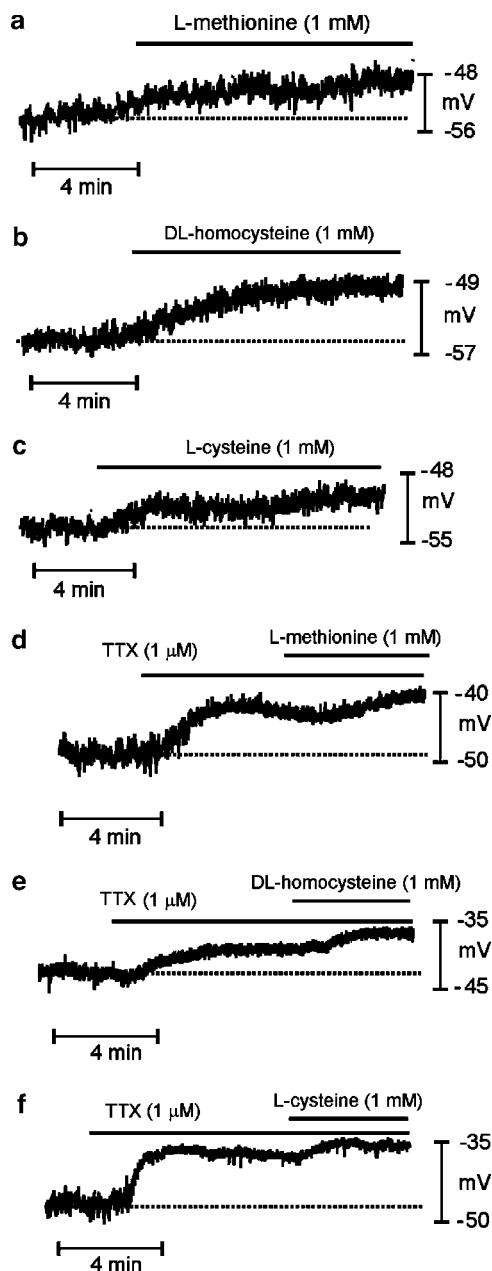 a
L-methionine (1 mM)
-48
mV
-56
4 min
b
DL-homocysteine (1 mM)
-49
mV
-57
4 min
c
L-cysteine (1 mM)
-48
mV
-55
4 min
d
L-methionine (1 mM)
TTX (1 μM)
-40
mV
-50
4 min
e
DL-homocysteine (1 mM)
TTX (1 μM)
-35
mV
-45
4 min
f
L-cysteine (1 mM)
TTX (1 μM)
-35
mV
-50
4 min